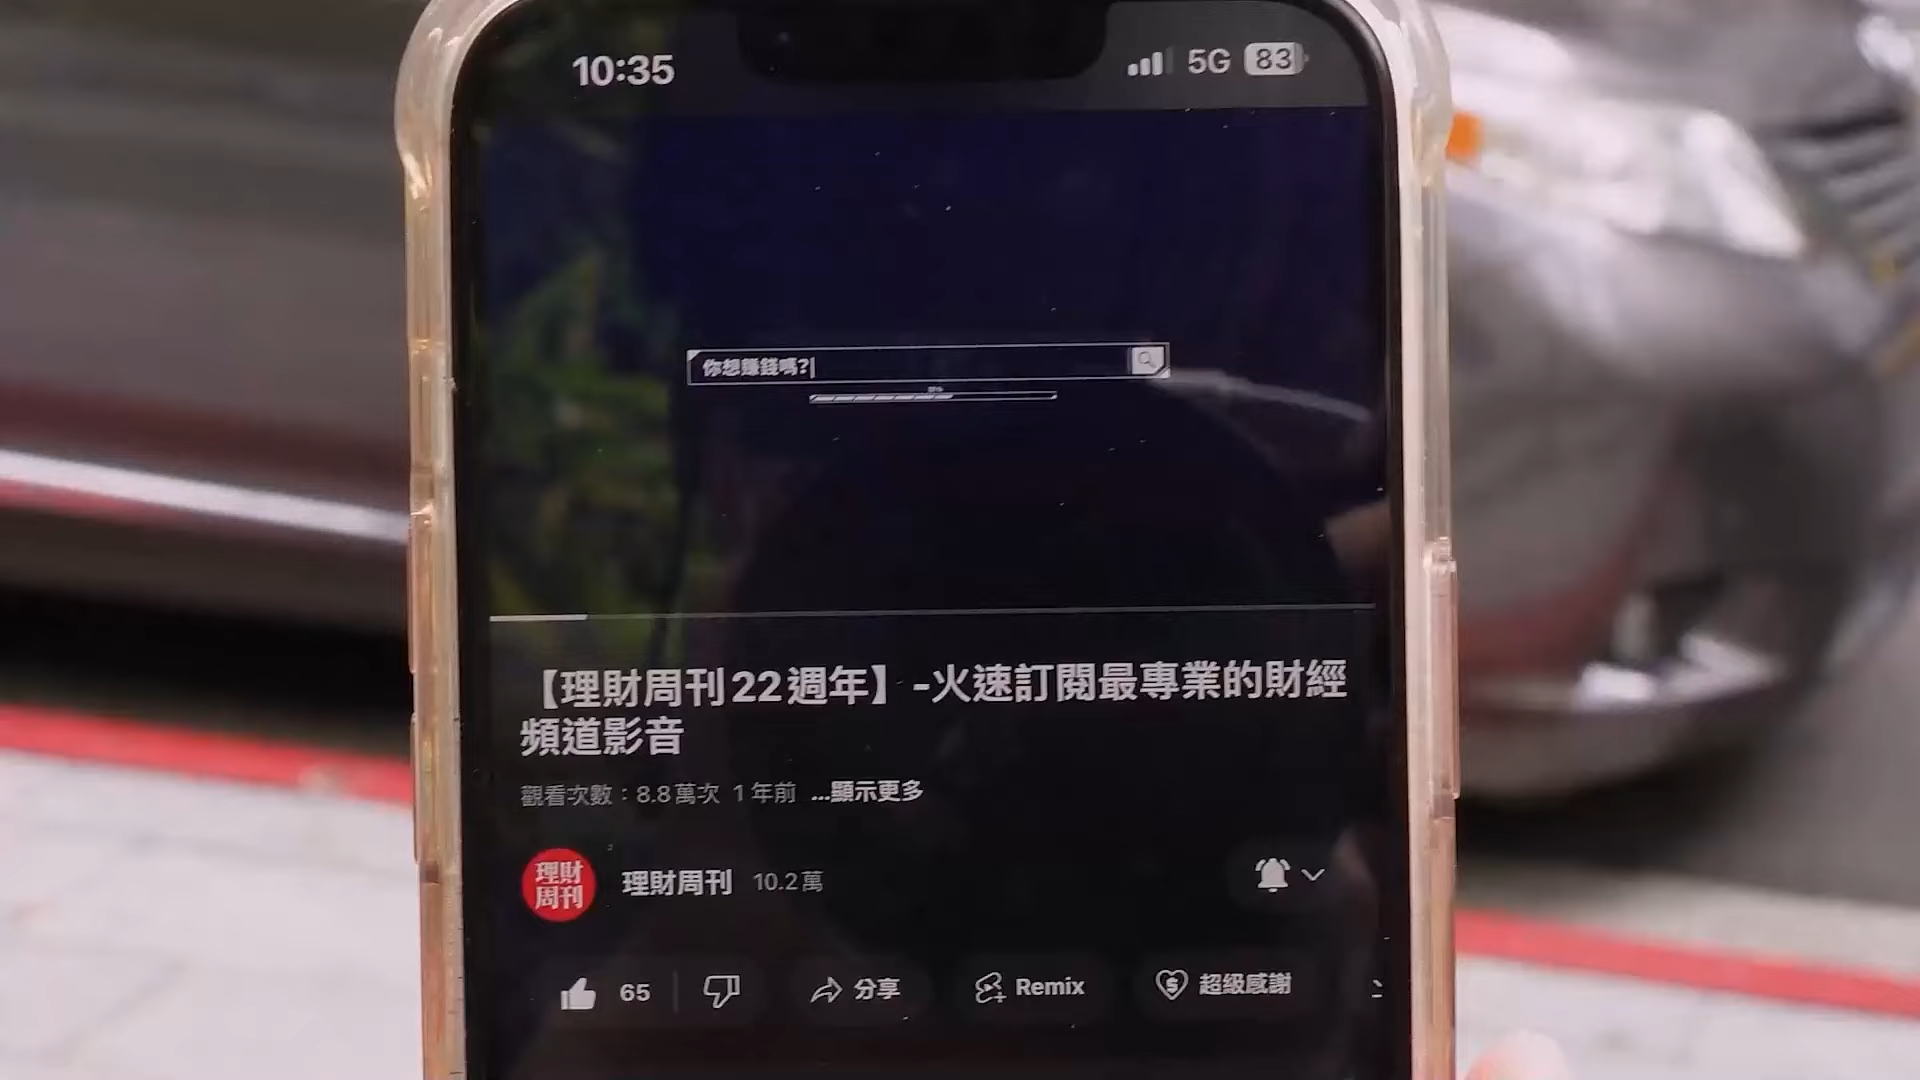 10:35
5G 83
你想賺錢嗎?
【理財周刊22週年】-火速訂閱最專業的財經
頻道影音
觀看次數：8.8萬次 1年前 ...顯示更多
理財
周刊
理財周刊 10.2萬
65 分享 Remix 超級感謝